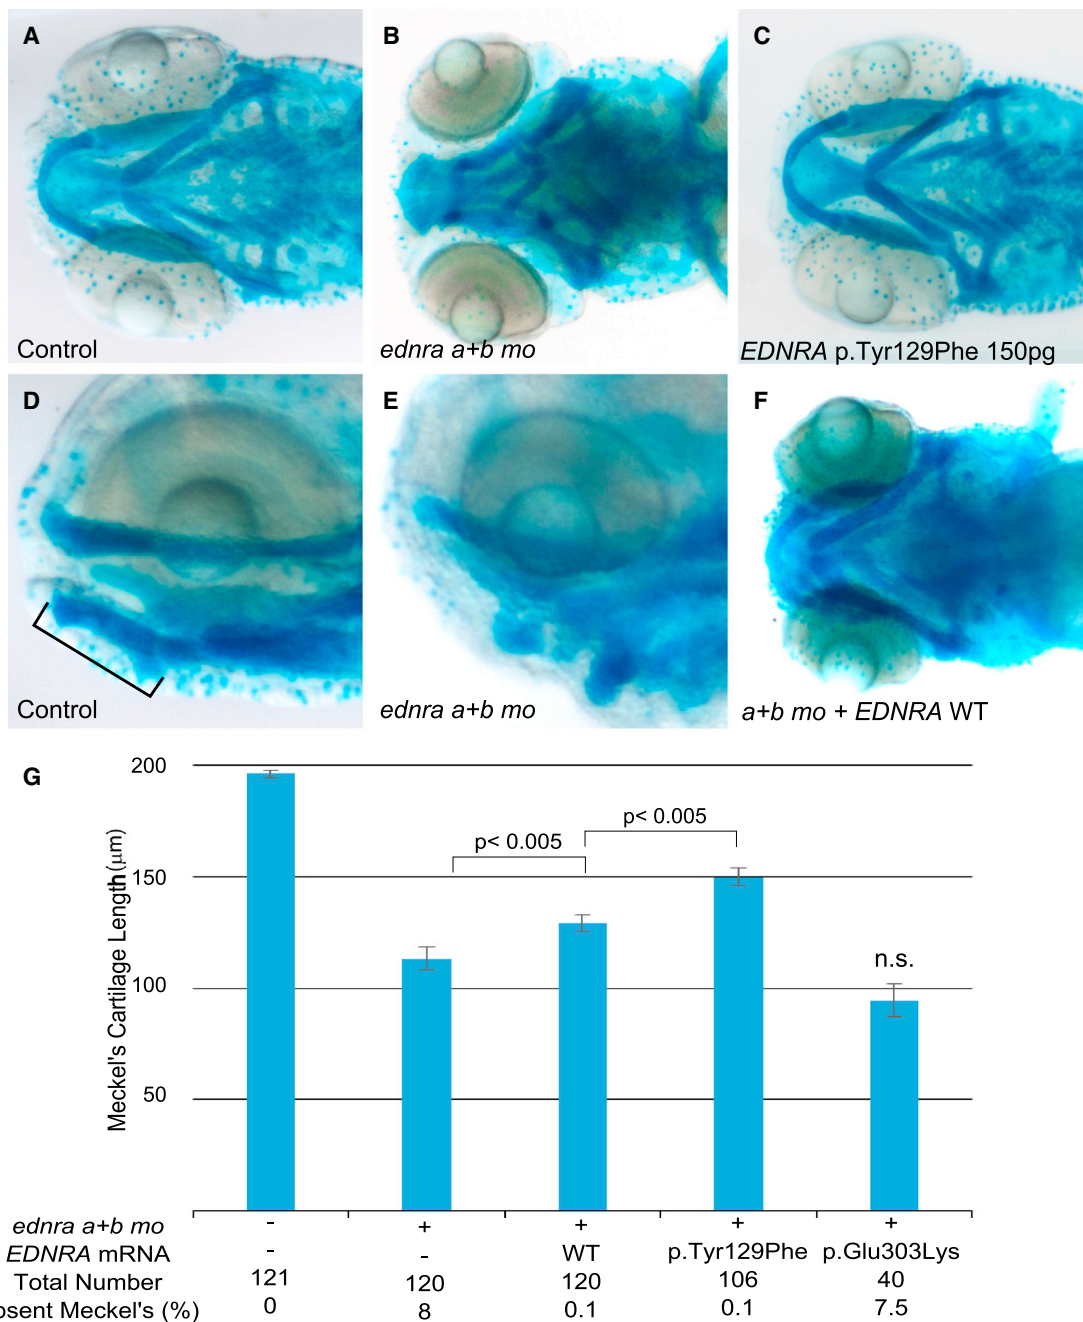 A
B
C
Control
ednra a+b mo
EDNRA p.Tyr129Phe 150pg
D
E
F
Control
ednra a+b mo
a+b mo + EDNRA WT
G
Meckel's Cartilage Length (μm)
200
150
100
50
p< 0.005
p< 0.005
n.s.
ednra a+b mo - + + + +
EDNRA mRNA - - WT p.Tyr129Phe p.Glu303Lys
Total Number 121 120 120 106 40
Meckel's (%) 0 8 0.1 0.1 7.5